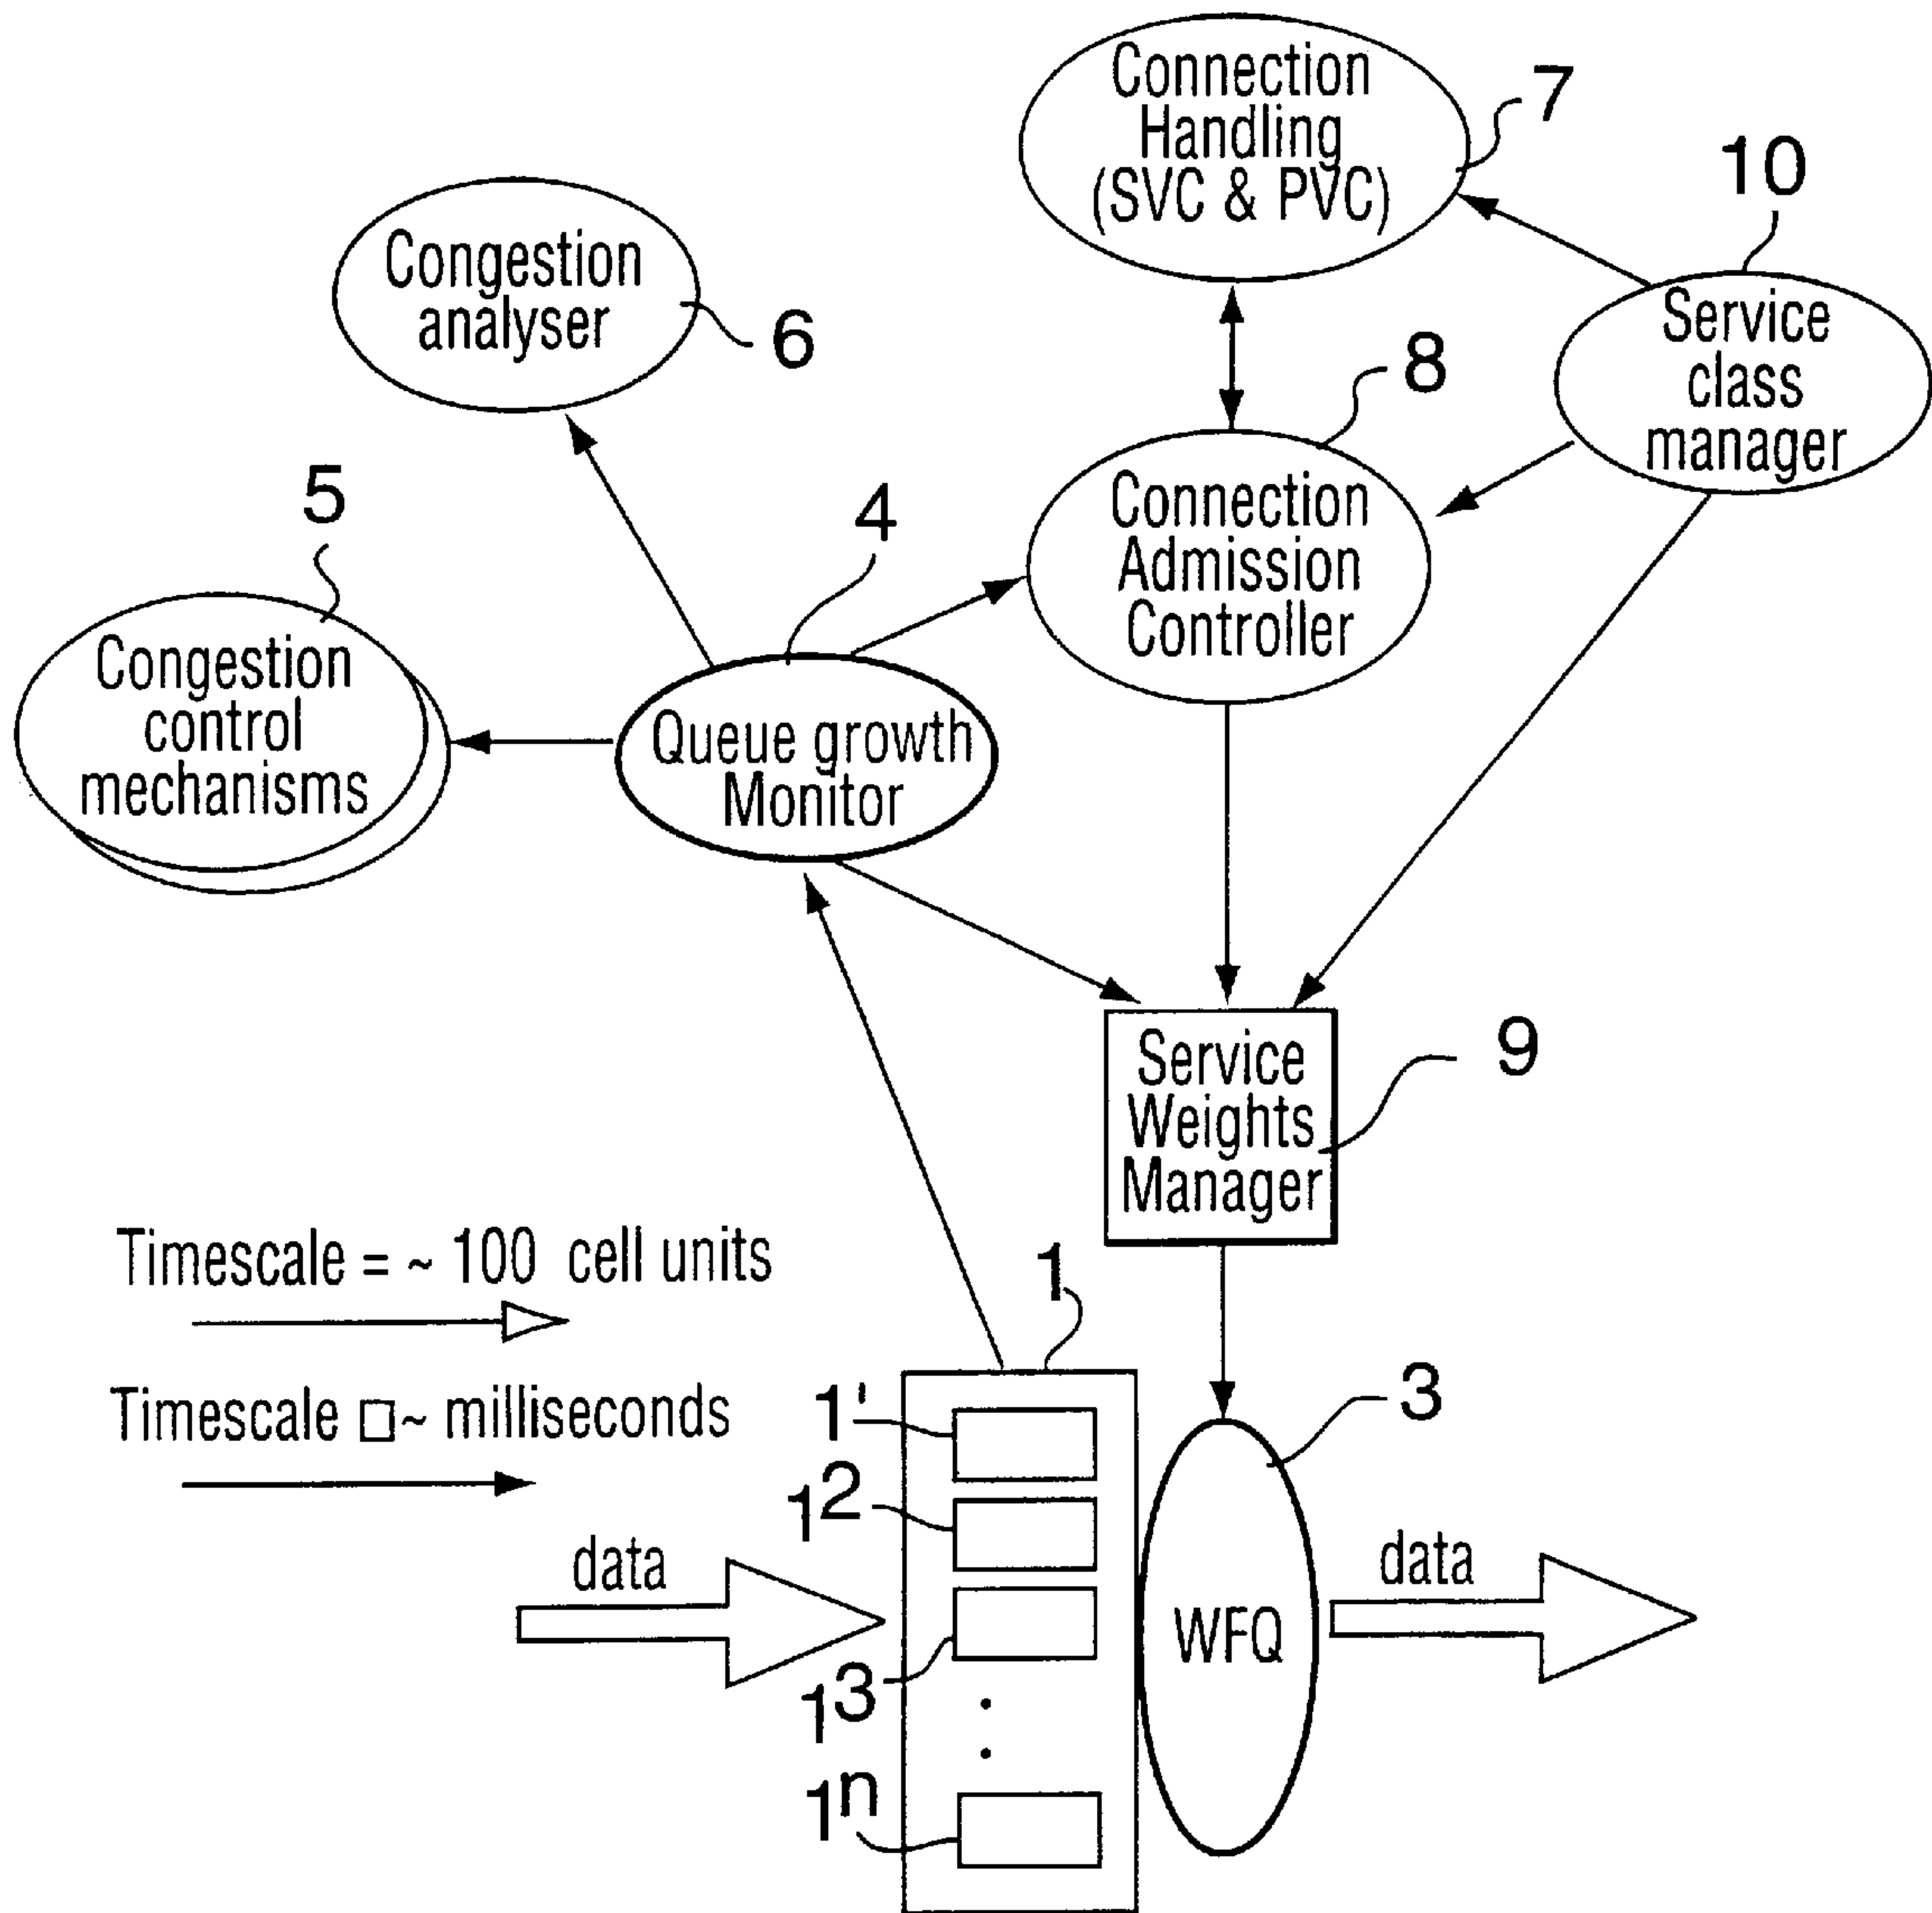 Connection
Handling
(SVC & PVC)
7
10
Congestion
analyser
6
Service
class
manager
8
5
4
Connection
Admission
Controller
Congestion
control
mechanisms
Queue growth
Monitor
Service
Weights
Manager
9
Timescale = ~ 100 cell units
1
Timescale □~ milliseconds
1'
3
1²
data
data
WFQ
1³
1ⁿ